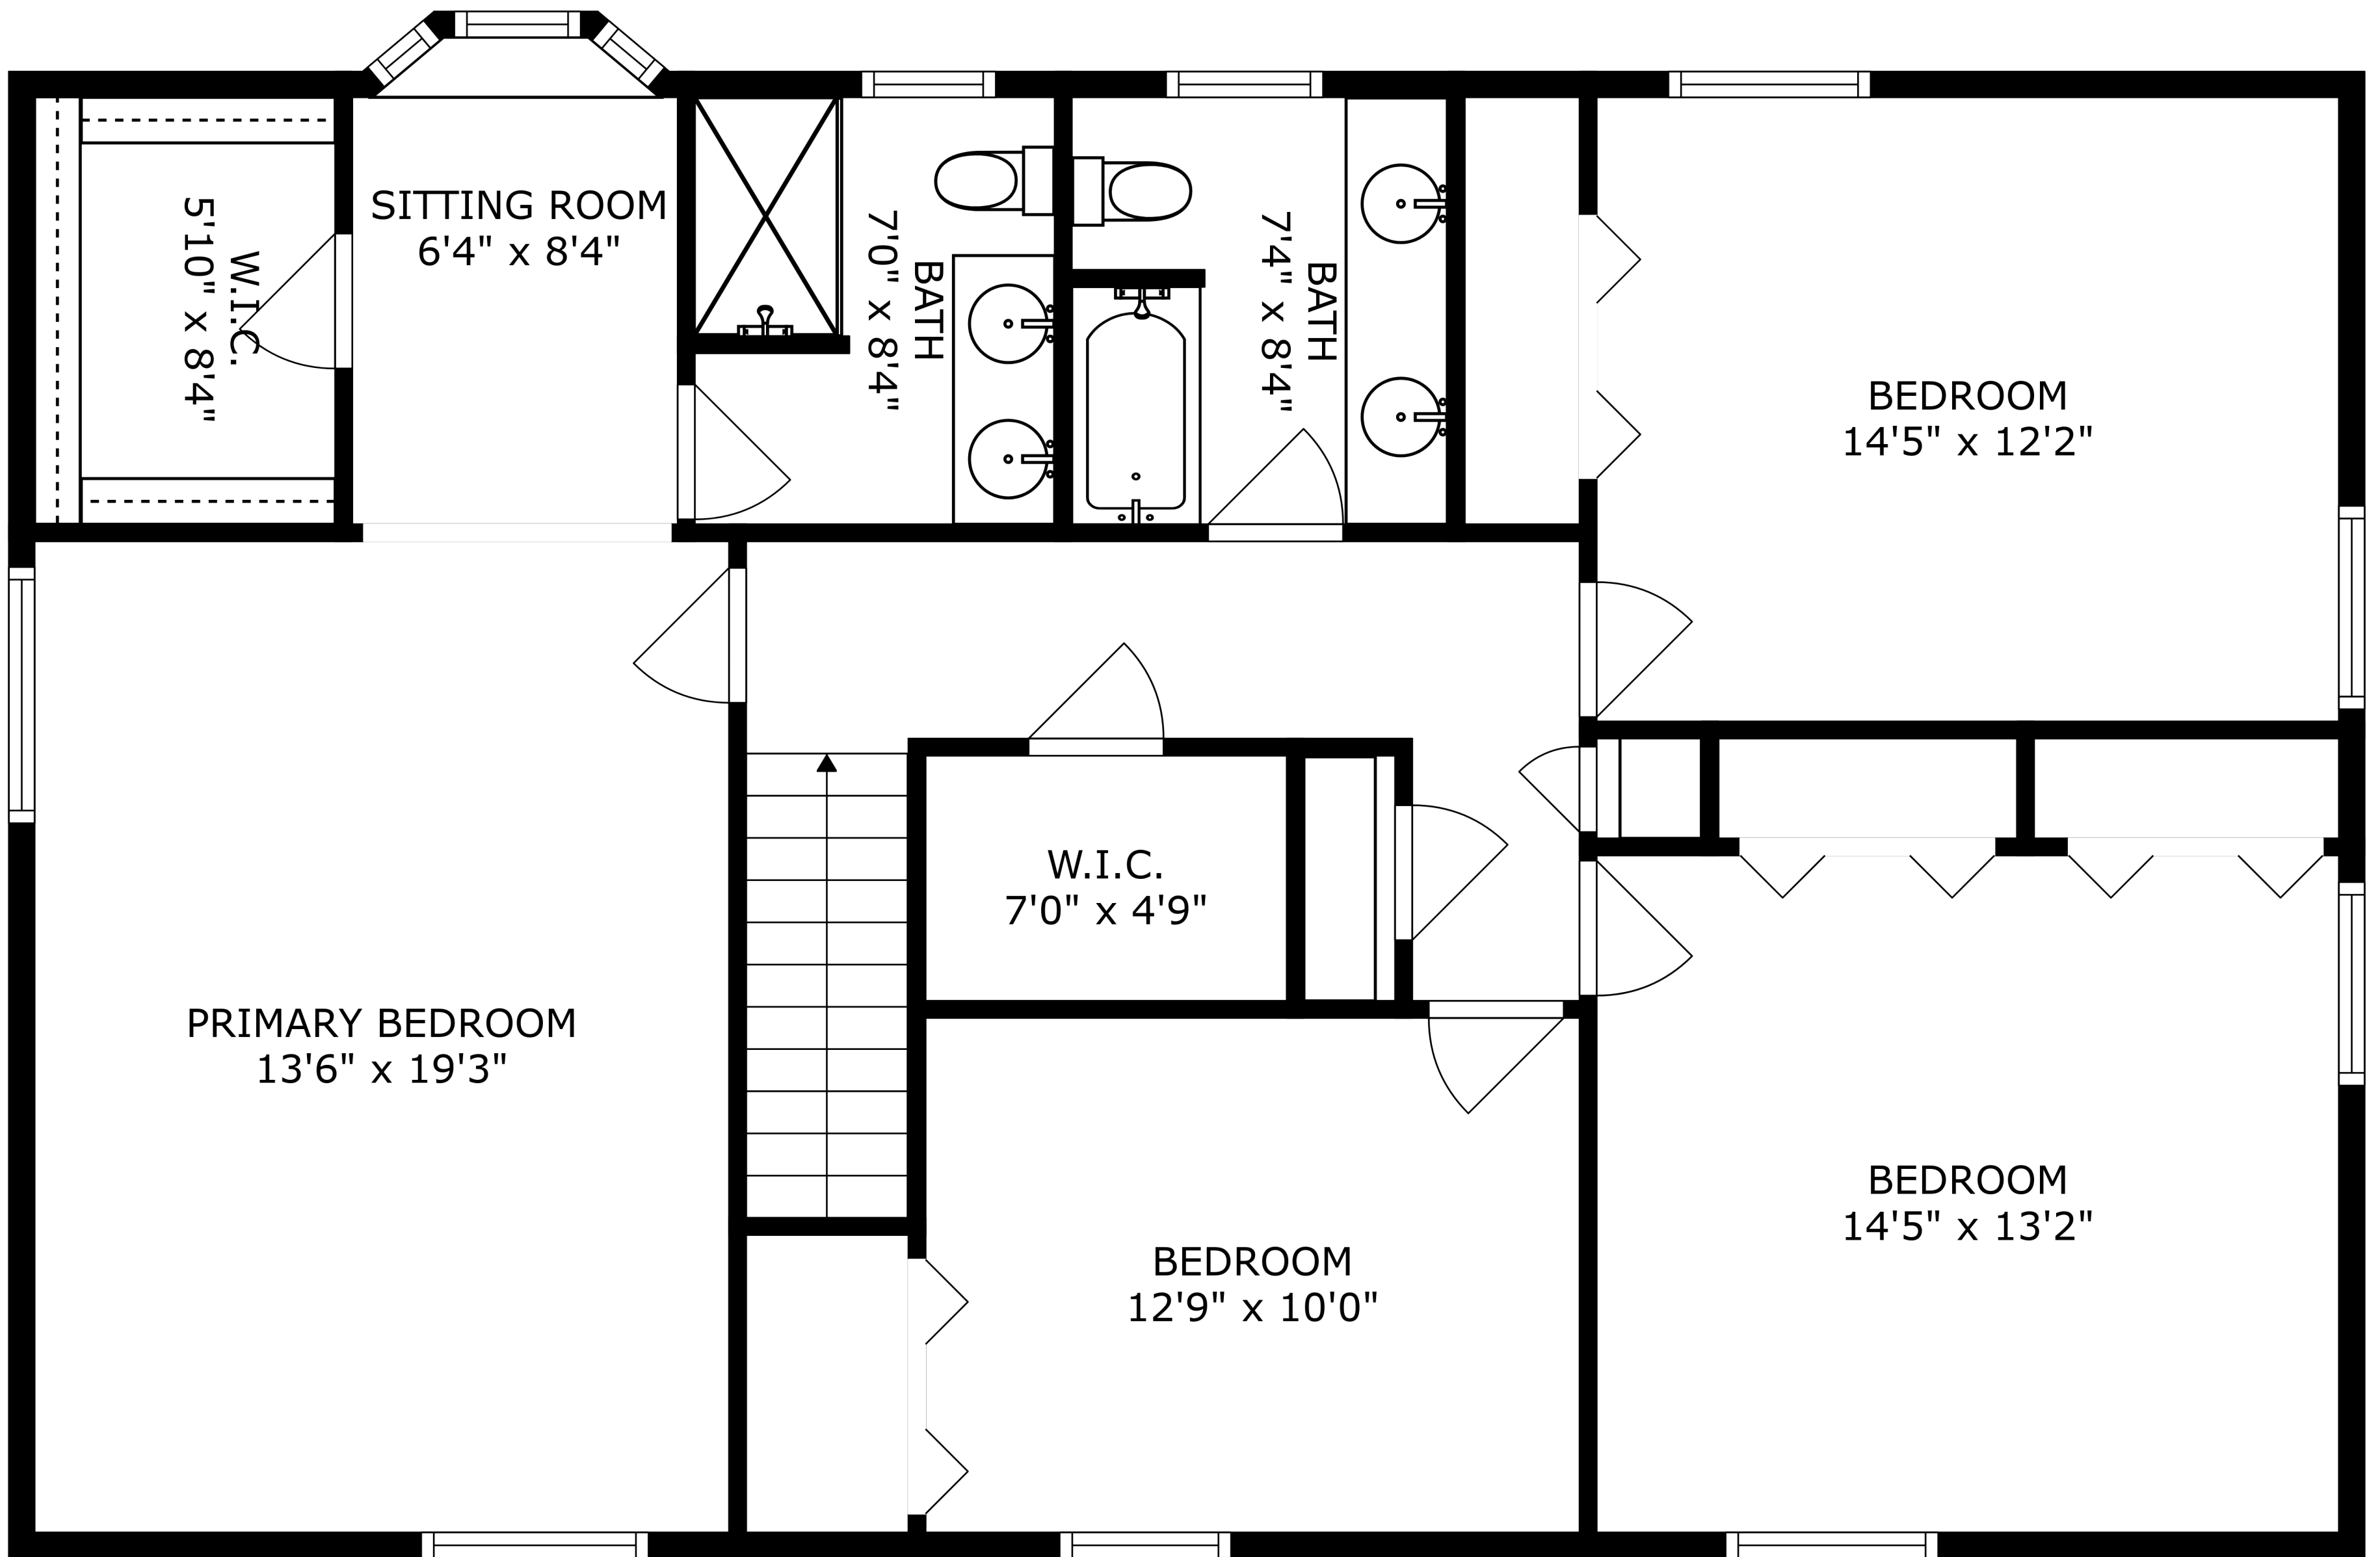 SITTING ROOM
6'4" x 8'4"
W.I.C.
5'10" x 8'4"
BATH
7'0" x 8'4"
BATH
7'4" x 8'4"
BEDROOM
14'5" x 12'2"
W.I.C.
7'0" x 4'9"
PRIMARY BEDROOM
13'6" x 19'3"
BEDROOM
14'5" x 13'2"
BEDROOM
12'9" x 10'0"